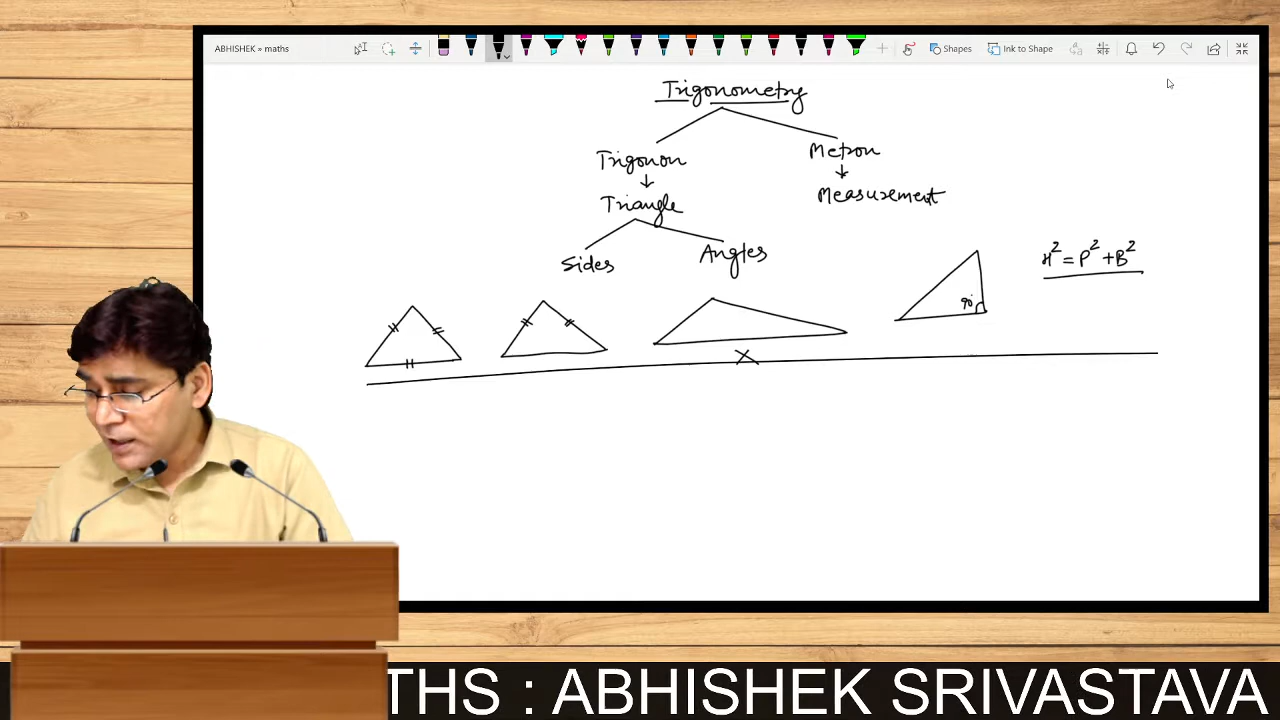 ABHISHEK » maths
Shapes
Ink to Shape
Trigonometry
Trigonon
Metron
↓
↓
Triangle
Measurement
Sides
Angles
H² = P² + B²
90°
×
THS : ABHISHEK SRIVASTAVA